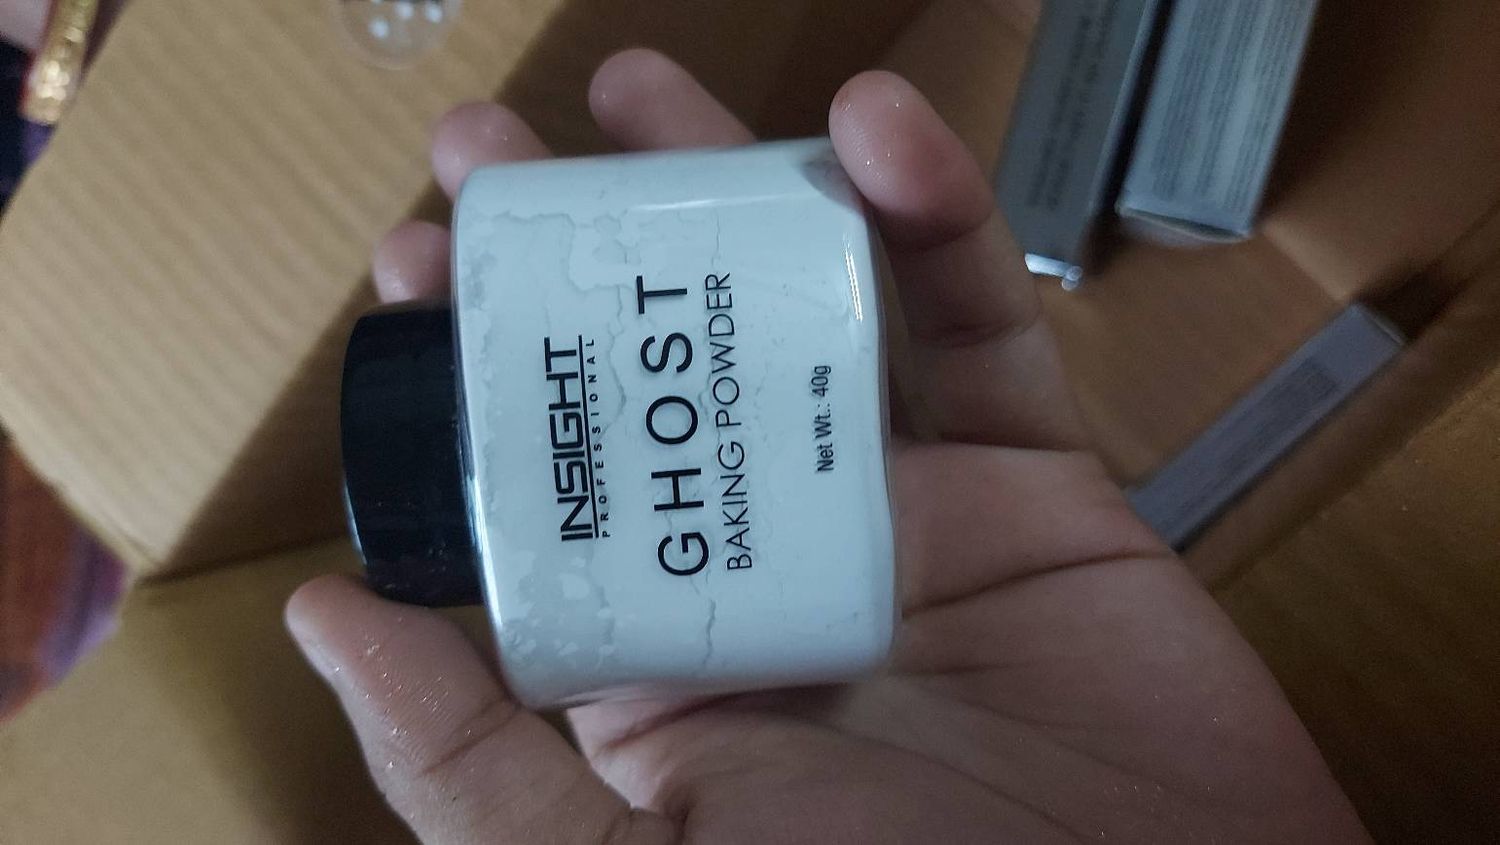 INSIGHT
PROFESSIONAL
GHOST
BAKING POWDER
Net Wt.: 40g